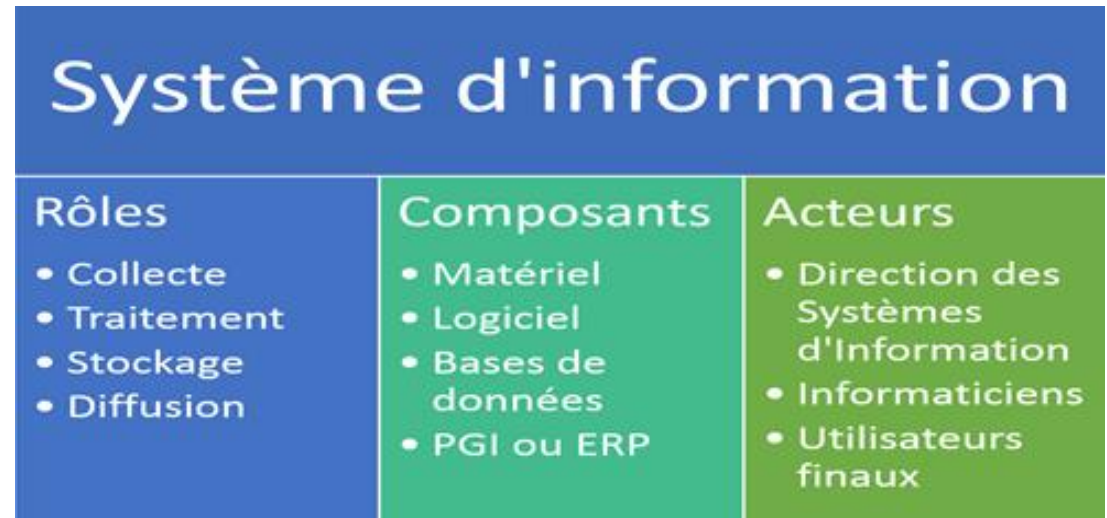 Système d'information
Rôles
• Collecte
• Traitement
• Stockage
• Diffusion
Composants
• Matériel
• Logiciel
• Bases de
données
• PGI ou ERP
Acteurs
• Direction des
Systèmes
d'Information
• Informaticiens
• Utilisateurs
finaux